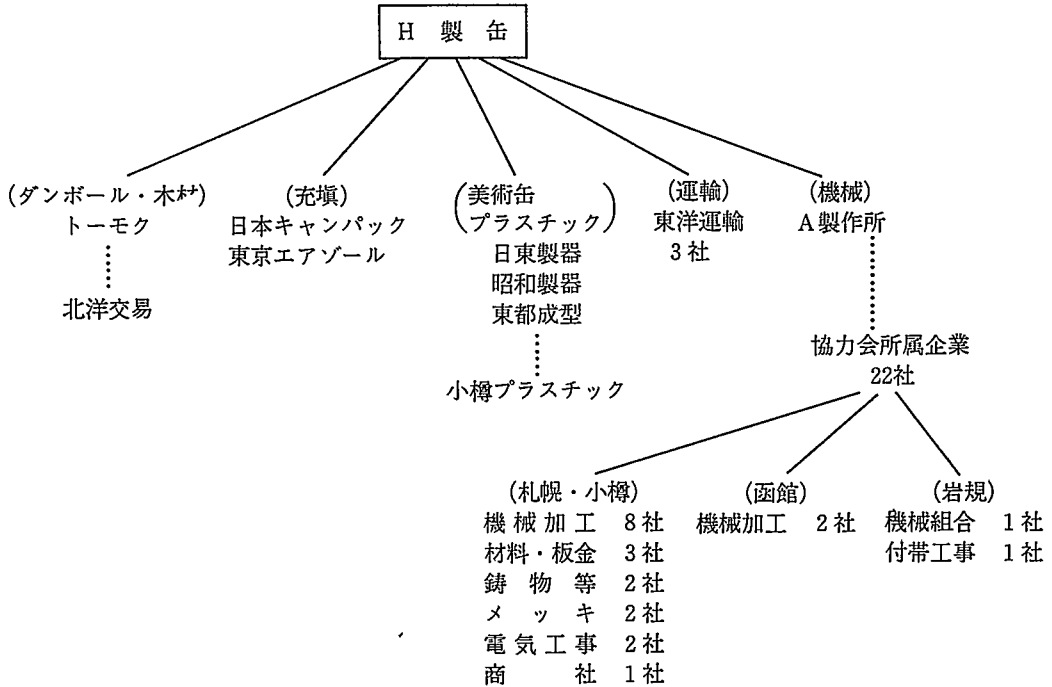 H 製 缶
(ダンボール・木材)
トーモク
北洋交易
(充塡)
日本キャンパック
東京エアゾール
(美術缶
プラスチック)
日東製器
昭和製器
東都成型
小樽プラスチック
(運輸)
東洋運輸
3社
(機械)
A製作所
協力会所属企業
22社
(札幌・小樽)
機械加工 8社
材料・板金 3社
鋳物等 2社
メッキ 2社
電気工事 2社
商社 1社
(函館)
機械加工 2社
(岩規)
機械組合 1社
付帯工事 1社